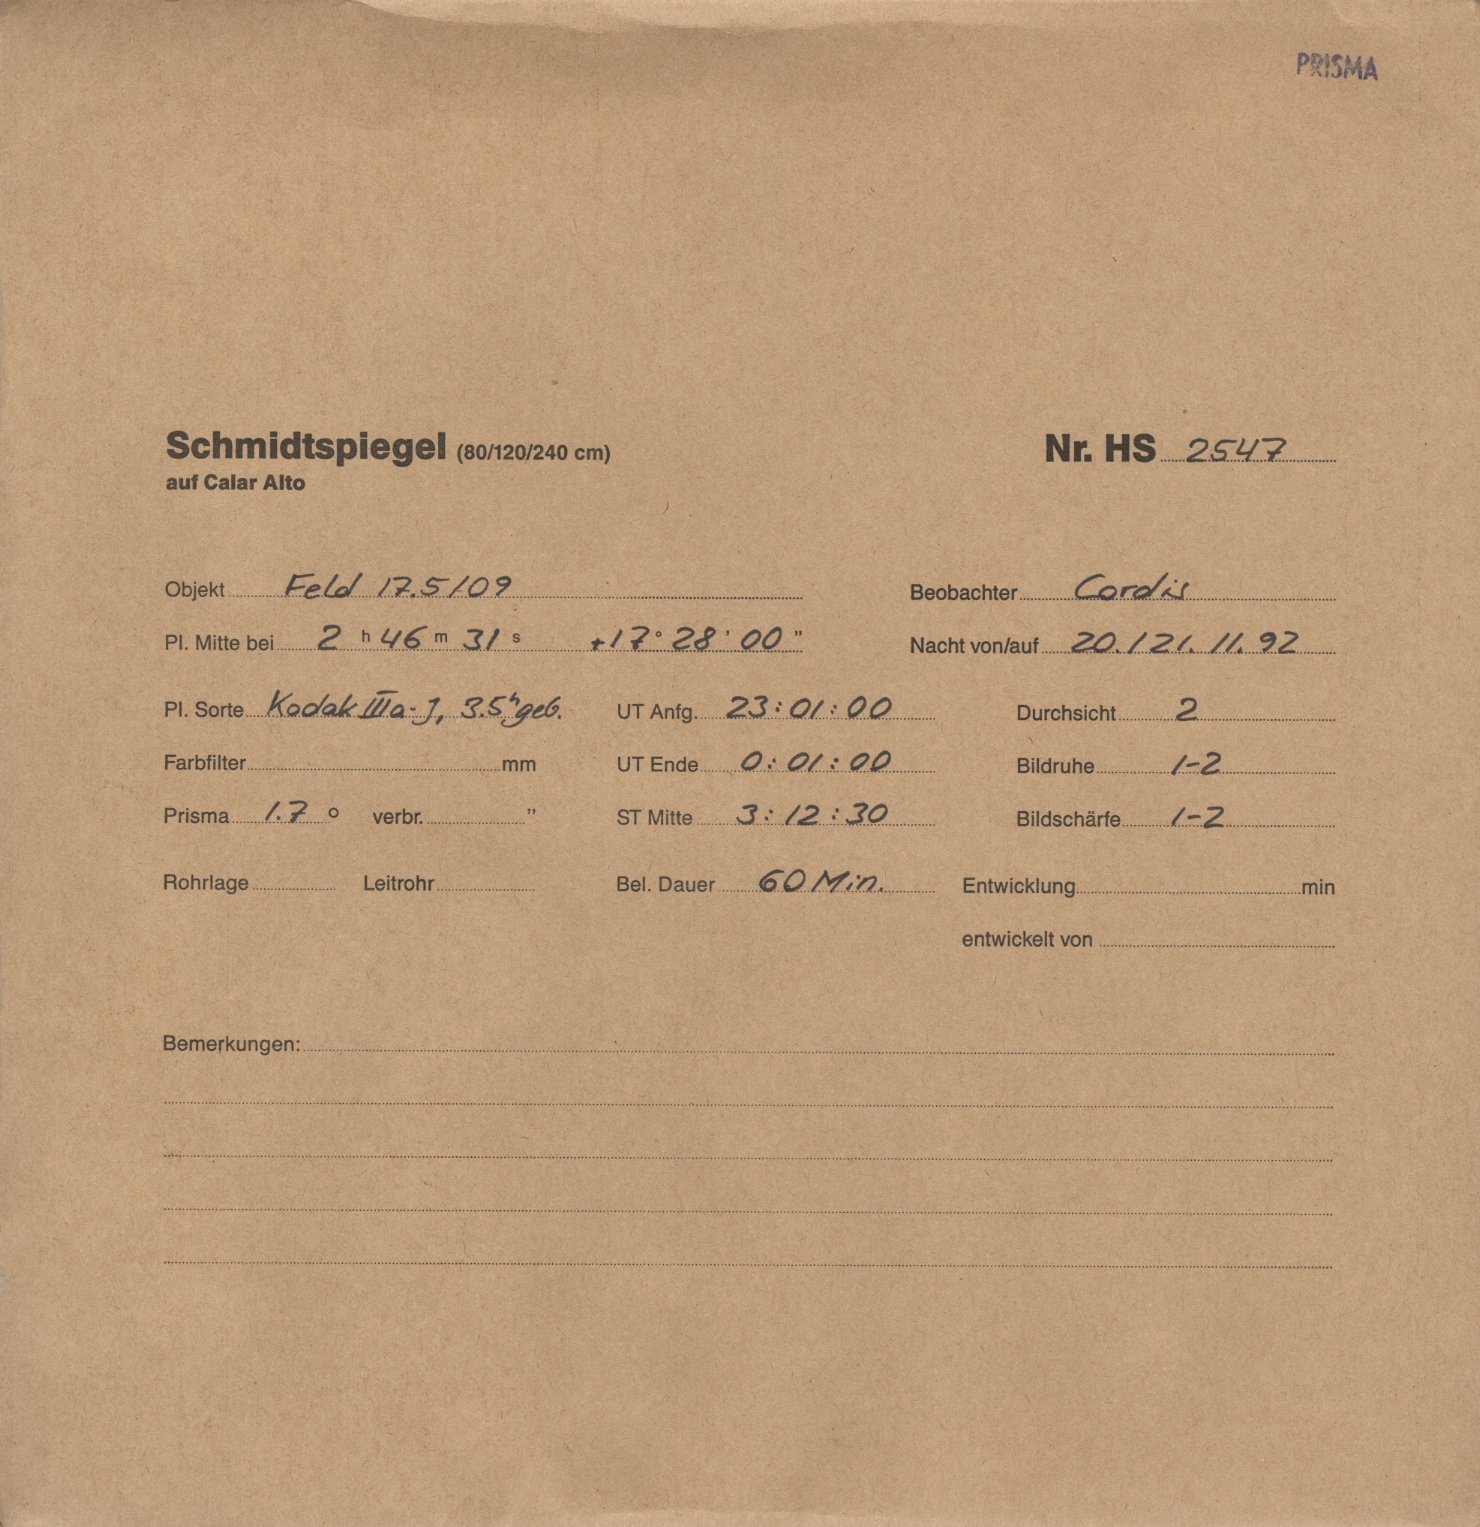 PRISMA
Schmidtspiegel (80/120/240 cm) Nr. HS 2547
auf Calar Alto
Objekt Feld 17.5/09 Beobachter Cordis
Pl. Mitte bei 2 h 46 m 31 s +17° 28' 00" Nacht von/auf 20./21. 11. 92
Pl. Sorte Kodak IIIa-J, 3.5h geb. UT Anfg. 23:01:00 Durchsicht 2
Farbfilter mm UT Ende 0:01:00 Bildruhe 1-2
Prisma 1.7 ° verbr. " ST Mitte 3:12:30 Bildschärfe 1-2
Rohrlage Leitrohr Bel. Dauer 60 Min. Entwicklung min
entwickelt von
Bemerkungen: